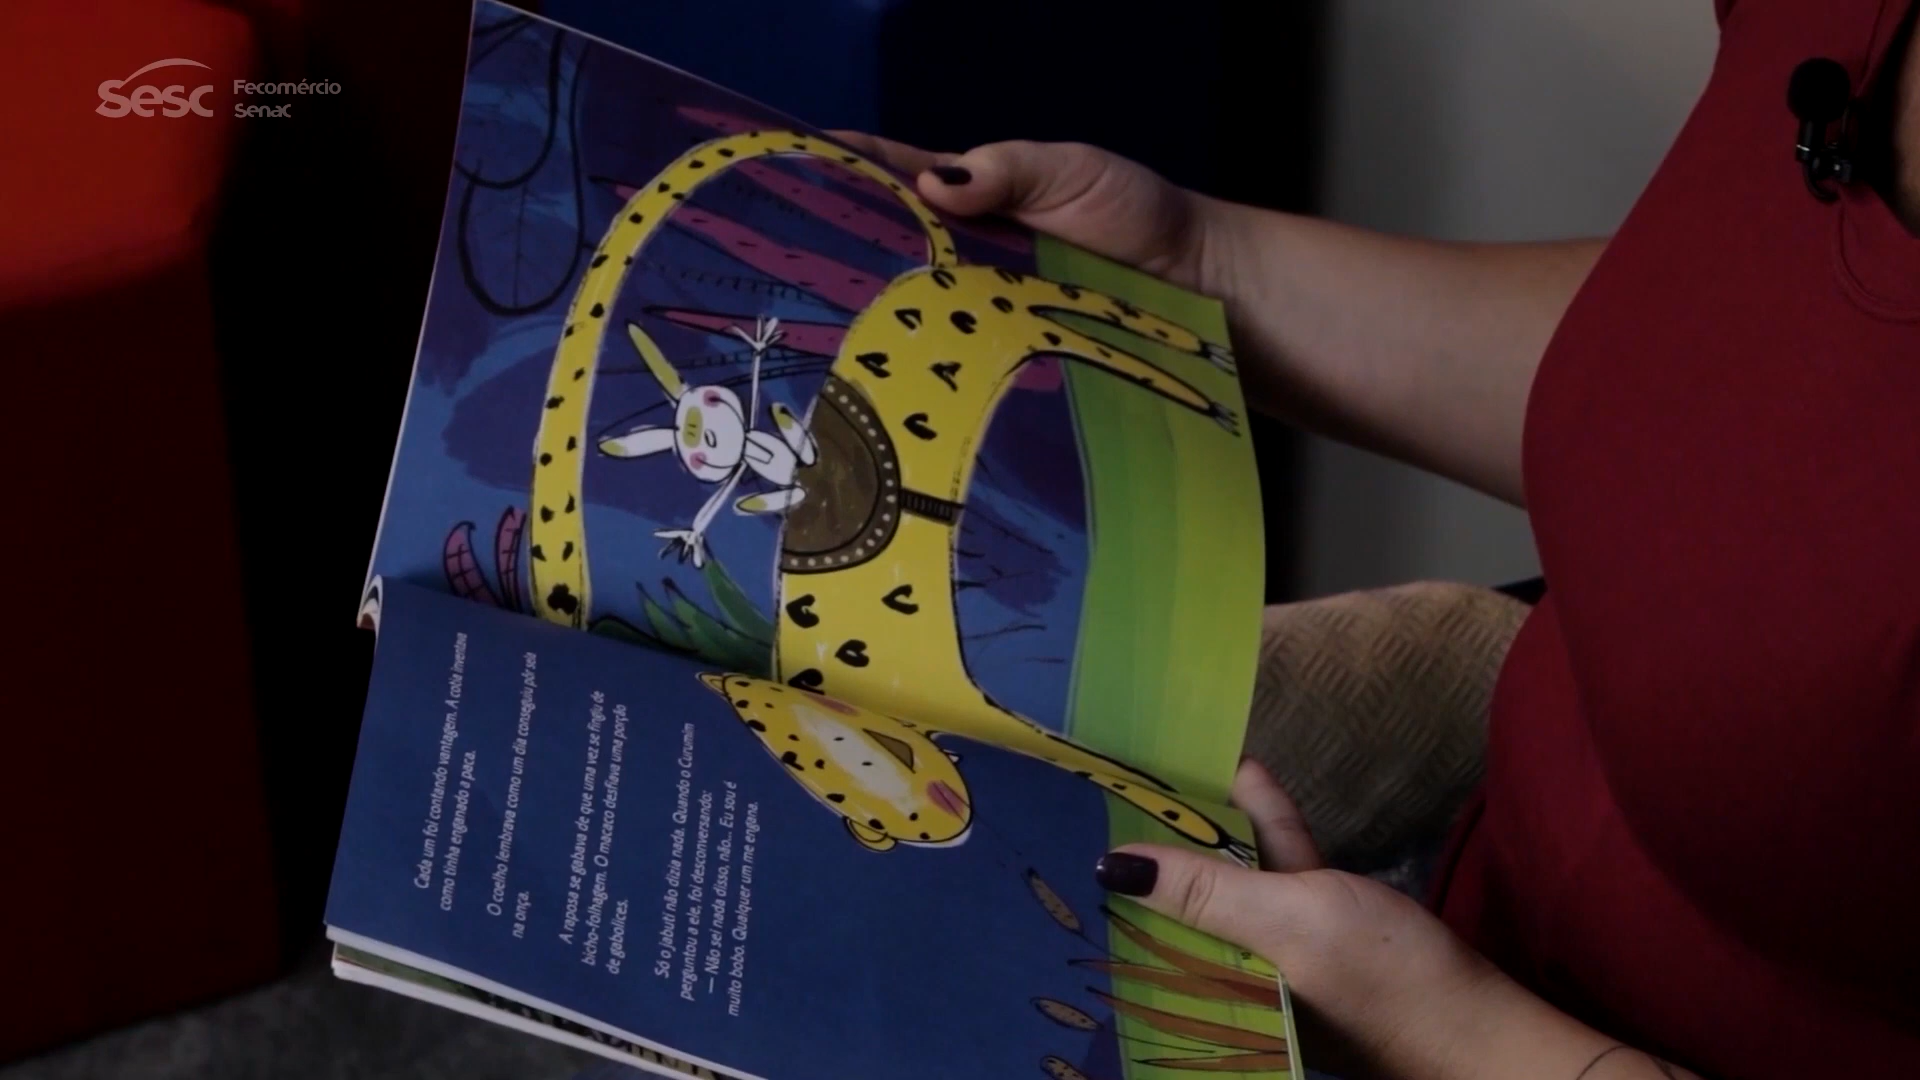 Sesc
Fecomércio
Senac
Cada um foi contando vantagem. A cotia inventava
como tinha enganado a paca.
O coelho lembrava como um dia conseguiu pôr sela
na onça.
A raposa se gabava de que uma vez se fingiu de
bicho-folhagem. O macaco desfiava uma porção
de gabolices.
Só o jabuti não dizia nada. Quando o Curumim
perguntou a ele, foi desconversando:
— Não sei nada disso, não... Eu sou é
muito bobo. Qualquer um me engana.